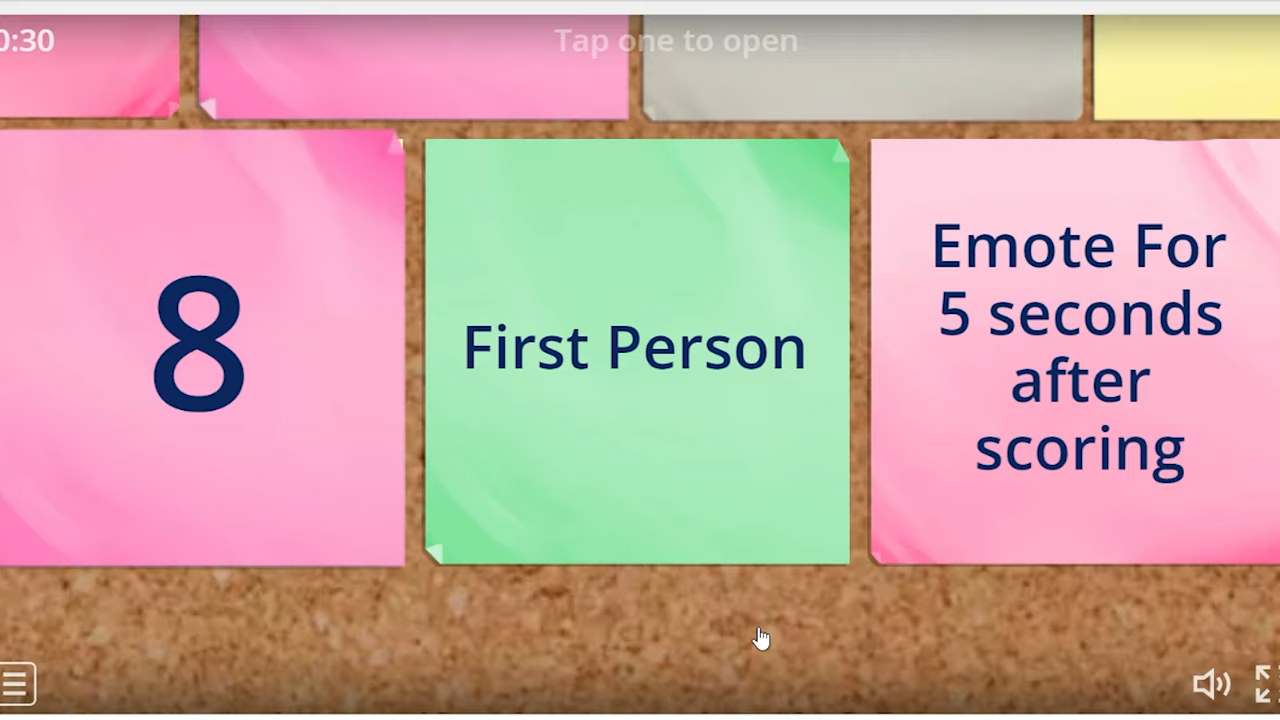 0:30
Tap one to open
8
First Person
Emote For
5 seconds
after
scoring